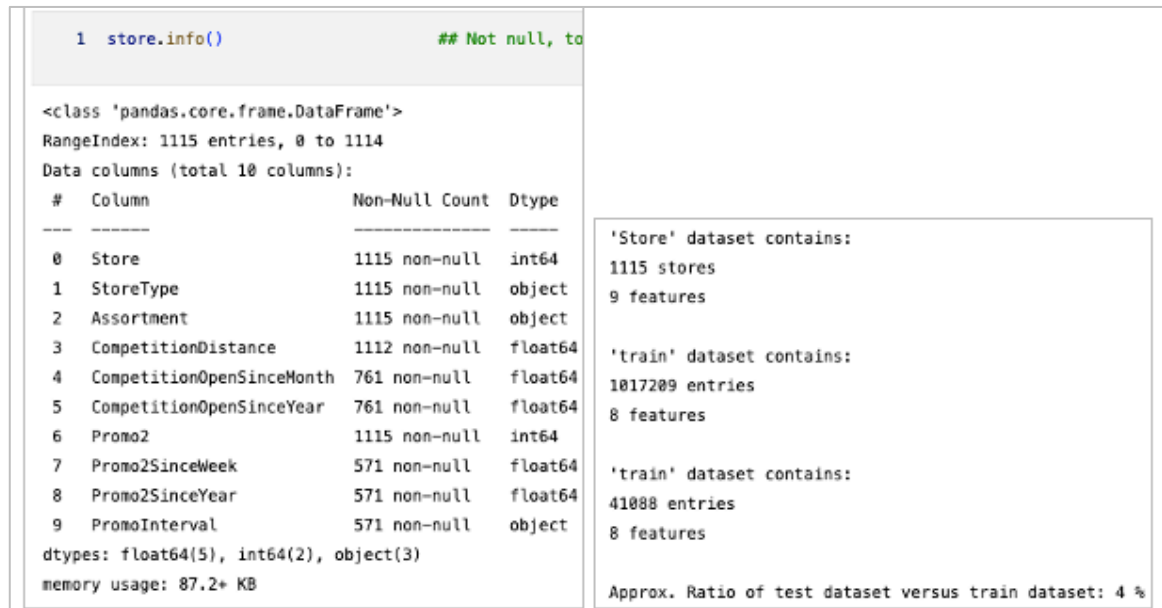 1 store.info() ## Not null, to
<class 'pandas.core.frame.DataFrame'>
RangeIndex: 1115 entries, 0 to 1114
Data columns (total 10 columns):
# Column Non-Null Count Dtype
--- ------ -------------- -----
0 Store 1115 non-null int64
1 StoreType 1115 non-null object
2 Assortment 1115 non-null object
3 CompetitionDistance 1112 non-null float64
4 CompetitionOpenSinceMonth 761 non-null float64
5 CompetitionOpenSinceYear 761 non-null float64
6 Promo2 1115 non-null int64
7 Promo2SinceWeek 571 non-null float64
8 Promo2SinceYear 571 non-null float64
9 PromoInterval 571 non-null object
dtypes: float64(5), int64(2), object(3)
memory usage: 87.2+ KB
'Store' dataset contains:
1115 stores
9 features
'train' dataset contains:
1017209 entries
8 features
'train' dataset contains:
41088 entries
8 features
Approx. Ratio of test dataset versus train dataset: 4 %